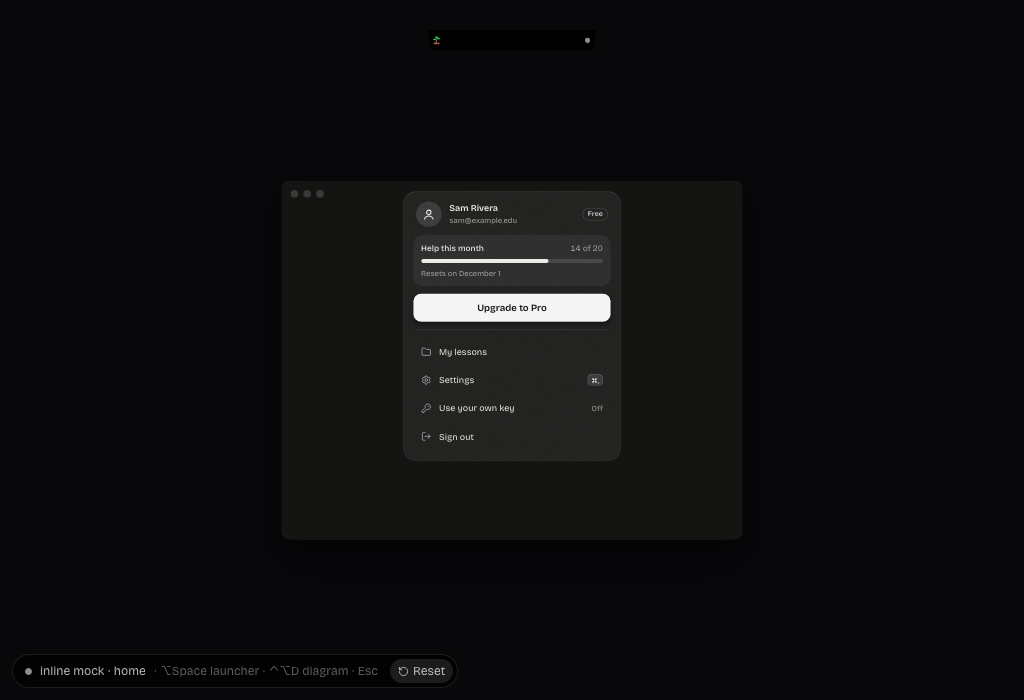 Sam Rivera
sam@example.edu
Free
Help this month
14 of 20
Resets on December 1
Upgrade to Pro
My lessons
Settings
⌘,
Use your own key
Off
Sign out
inline mock · home · ⌥Space launcher · ^⌥D diagram · Esc
Reset